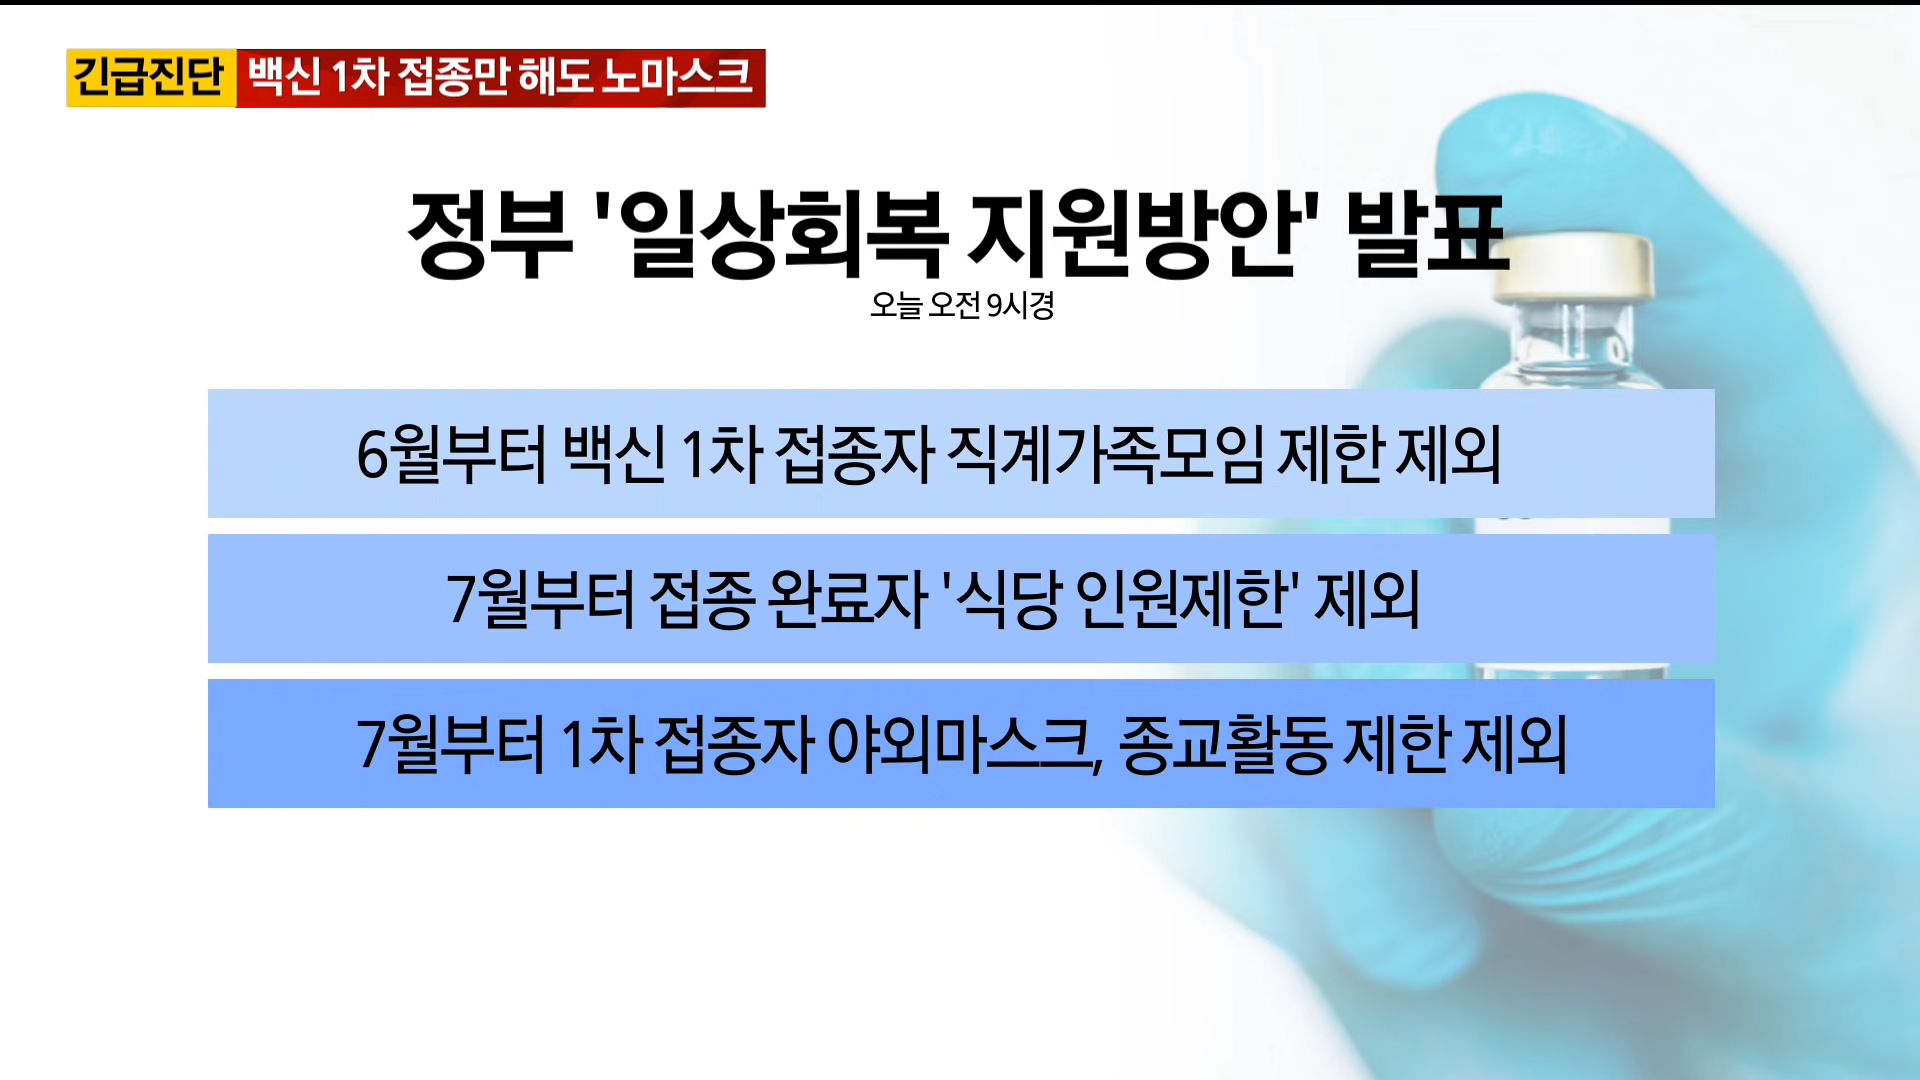 긴급진단 백신 1차 접종만 해도 노마스크
정부 '일상회복 지원방안' 발표
오늘 오전 9시경
6월부터 백신 1차 접종자 직계가족모임 제한 제외
7월부터 접종 완료자 '식당 인원제한' 제외
7월부터 1차 접종자 야외마스크, 종교활동 제한 제외